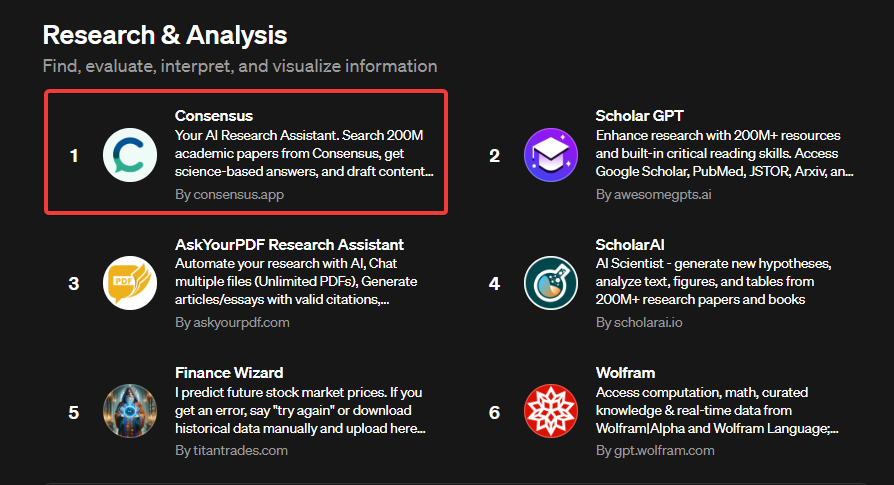 Research & Analysis
Find, evaluate, interpret, and visualize information
1
Consensus
Your AI Research Assistant. Search 200M
academic papers from Consensus, get
science-based answers, and draft content...
By consensus.app
2
Scholar GPT
Enhance research with 200M+ resources
and built-in critical reading skills. Access
Google Scholar, PubMed, JSTOR, Arxiv, an...
By awesomegpts.ai
3
PDF
AskYourPDF Research Assistant
Automate your research with AI, Chat
multiple files (Unlimited PDFs), Generate
articles/essays with valid citations,...
By askyourpdf.com
4
ScholarAI
AI Scientist - generate new hypotheses,
analyze text, figures, and tables from
200M+ research papers and books
By scholarai.io
5
Finance Wizard
I predict future stock market prices. If you
get an error, say "try again" or download
historical data manually and upload here...
By titantrades.com
6
Wolfram
Access computation, math, curated
knowledge & real-time data from
Wolfram|Alpha and Wolfram Language;...
By gpt.wolfram.com